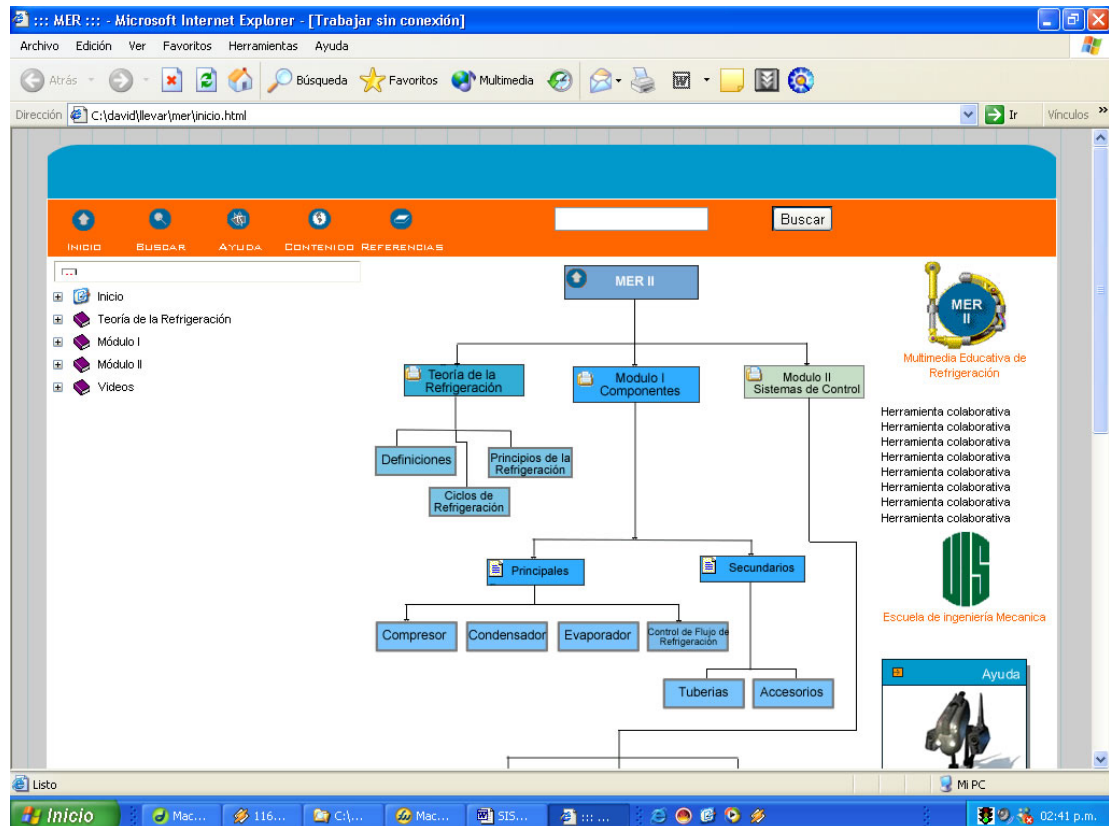 ::: MER ::: - Microsoft Internet Explorer - [Trabajar sin conexión]
Archivo Edición Ver Favoritos Herramientas Ayuda
Atrás Búsqueda Favoritos Multimedia
Dirección C:\david\llevar\mer\inicio.html Ir Vínculos »
Buscar
INICIO BUSCAR AYUDA CONTENIDO REFERENCIAS
Inicio
Teoría de la Refrigeración
Módulo I
Módulo II
Videos
MER II
Teoría de la
Refrigeración
Modulo I
Componentes
Modulo II
Sistemas de Control
Definiciones
Principios de la
Refrigeración
Ciclos de
Refrigeración
Principales
Secundarios
Compresor
Condensador
Evaporador
Control de Flujo de
Refrigeración
Tuberias
Accesorios
MER
II
Multimedia Educativa de
Refrigeración
Herramienta colaborativa
Herramienta colaborativa
Herramienta colaborativa
Herramienta colaborativa
Herramienta colaborativa
Herramienta colaborativa
Herramienta colaborativa
Herramienta colaborativa
UIS
Escuela de ingeniería Mecanica
Ayuda
Listo Mi PC
Inicio Mac... 116... C:\... Mac... SIS... ::: ... 02:41 p.m.